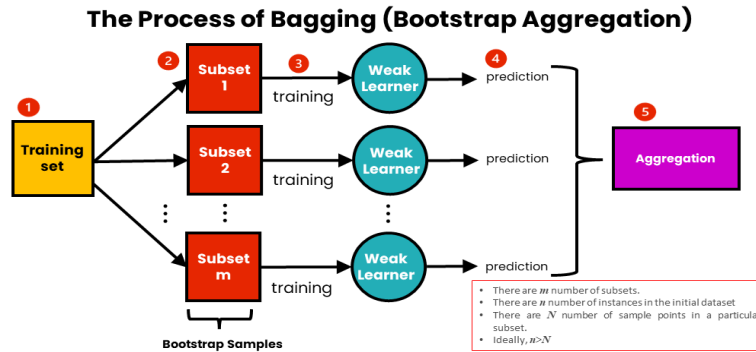 The Process of Bagging (Bootstrap Aggregation)
1
Training
set
2
Subset
1
Subset
2
Subset
m
Bootstrap Samples
3
training
training
training
Weak
Learner
Weak
Learner
Weak
Learner
4
prediction
prediction
prediction
5
Aggregation
• There are m number of subsets.
• There are n number of instances in the initial dataset
• There are N number of sample points in a particula
subset.
• Ideally, n>N